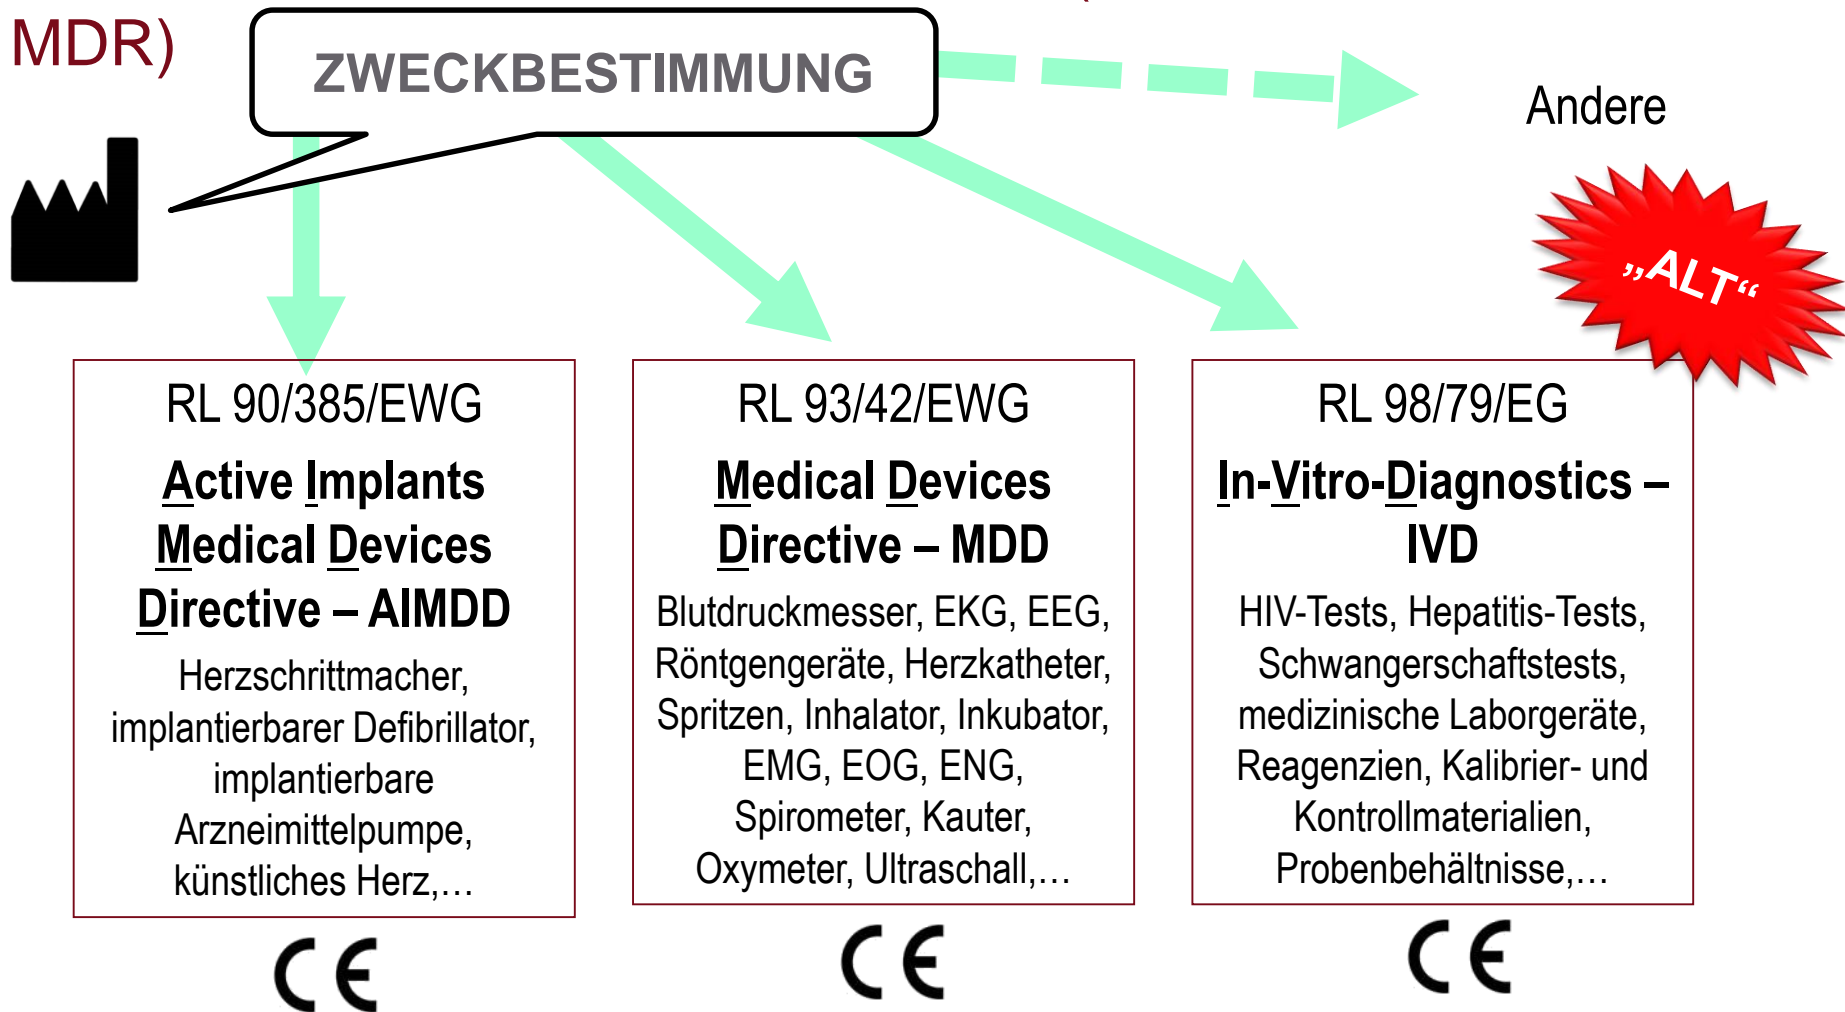 MDR)
ZWECKBESTIMMUNG
Andere
„ALT“
RL 90/385/EWG
Active Implants
Medical Devices
Directive – AIMDD
Herzschrittmacher,
implantierbarer Defibrillator,
implantierbare
Arzneimittelpumpe,
künstliches Herz,…
CE
RL 93/42/EWG
Medical Devices
Directive – MDD
Blutdruckmesser, EKG, EEG,
Röntgengeräte, Herzkatheter,
Spritzen, Inhalator, Inkubator,
EMG, EOG, ENG,
Spirometer, Kauter,
Oxymeter, Ultraschall,…
CE
RL 98/79/EG
In-Vitro-Diagnostics –
IVD
HIV-Tests, Hepatitis-Tests,
Schwangerschaftstests,
medizinische Laborgeräte,
Reagenzien, Kalibrier- und
Kontrollmaterialien,
Probenbehältnisse,…
CE